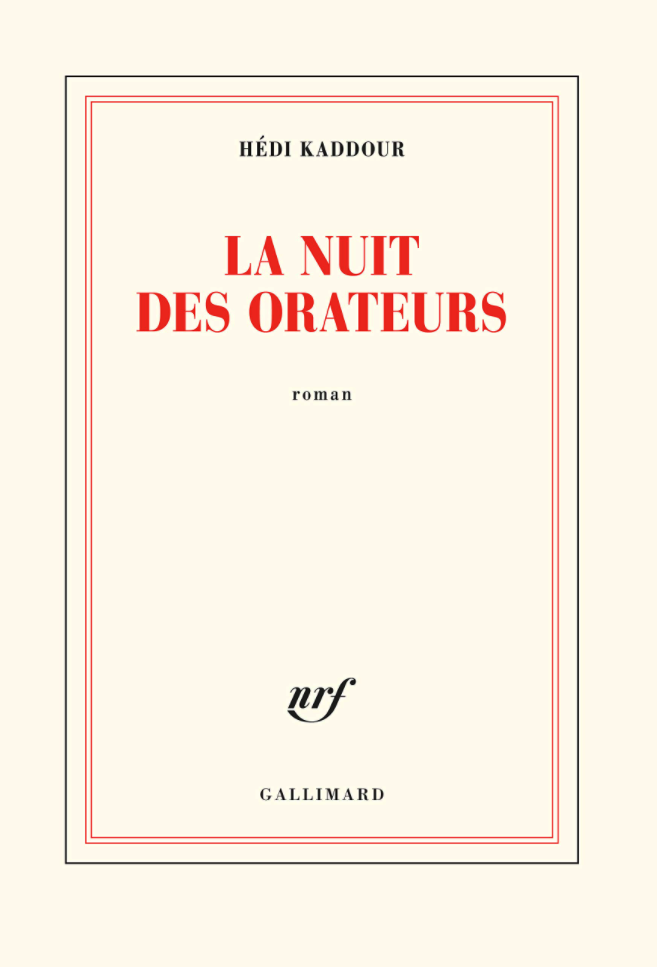 HÉDI KADDOUR
LA NUIT
DES ORATEURS
roman
nrf
GALLIMARD